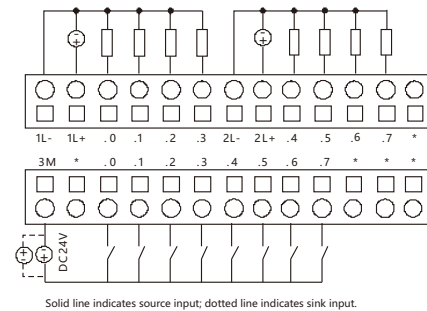 1L- 1L+ .0 .1 .2 .3 2L- 2L+ .4 .5 .6 .7 *
3M * .0 .1 .2 .3 .4 .5 .6 .7 * * *
DC24V
Solid line indicates source input; dotted line indicates sink input.